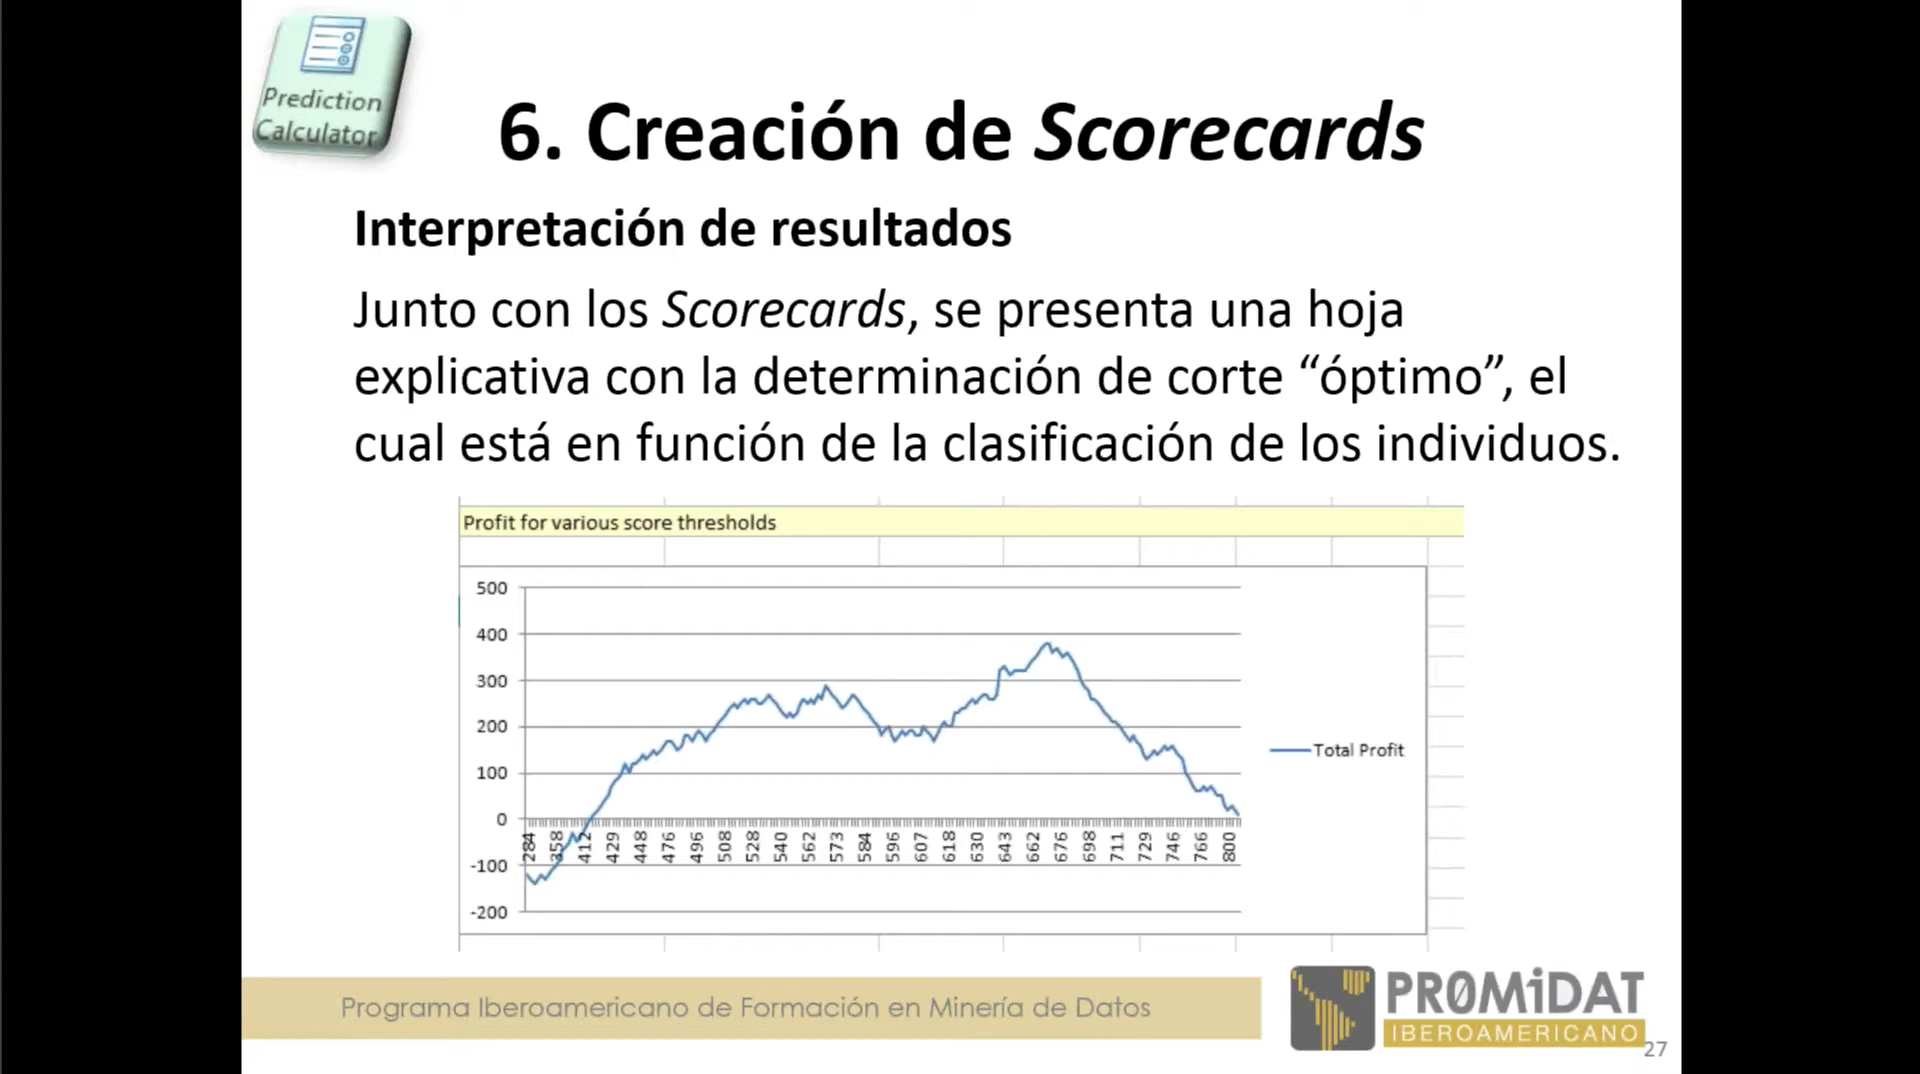 Prediction
Calculator
6. Creación de Scorecards
Interpretación de resultados
Junto con los Scorecards, se presenta una hoja
explicativa con la determinación de corte “óptimo”, el
cual está en función de la clasificación de los individuos.
Profit for various score thresholds
500
400
300
200
100
0
-100
-200
284 358 412 429 448 476 496 508 528 540 562 573 584 596 607 618 630 643 662 676 698 711 729 746 766 800
Total Profit
Programa Iberoamericano de Formación en Minería de Datos
PR0MiDAT
IBEROAMERICANO
27